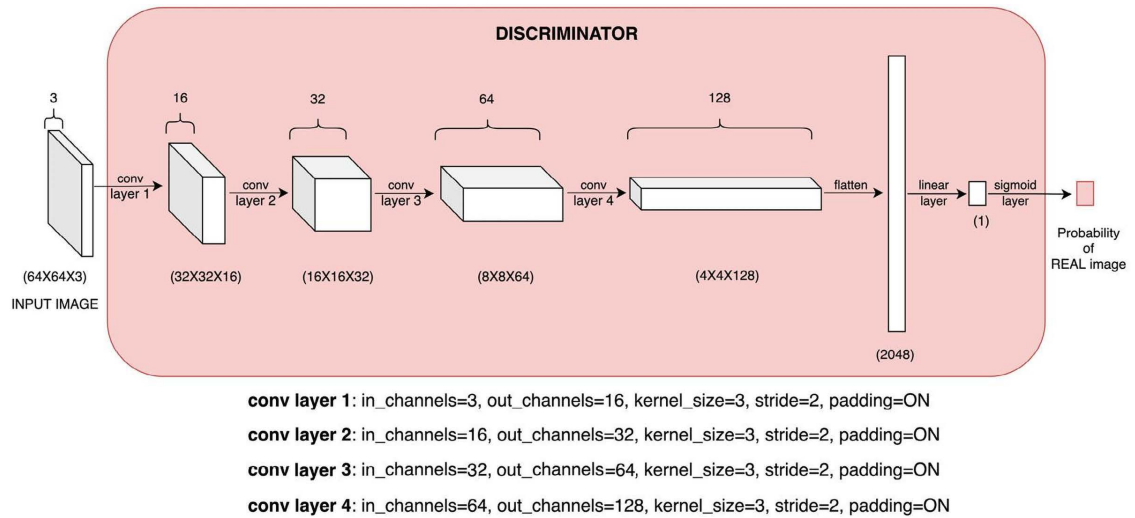 DISCRIMINATOR
3
16
32
64
128
conv
layer 1
conv
layer 2
conv
layer 3
conv
layer 4
flatten
linear
layer
sigmoid
layer
(1)
Probability
of
REAL image
(64X64X3)
(32X32X16)
(16X16X32)
(8X8X64)
(4X4X128)
INPUT IMAGE
(2048)
conv layer 1: in_channels=3, out_channels=16, kernel_size=3, stride=2, padding=ON
conv layer 2: in_channels=16, out_channels=32, kernel_size=3, stride=2, padding=ON
conv layer 3: in_channels=32, out_channels=64, kernel_size=3, stride=2, padding=ON
conv layer 4: in_channels=64, out_channels=128, kernel_size=3, stride=2, padding=ON